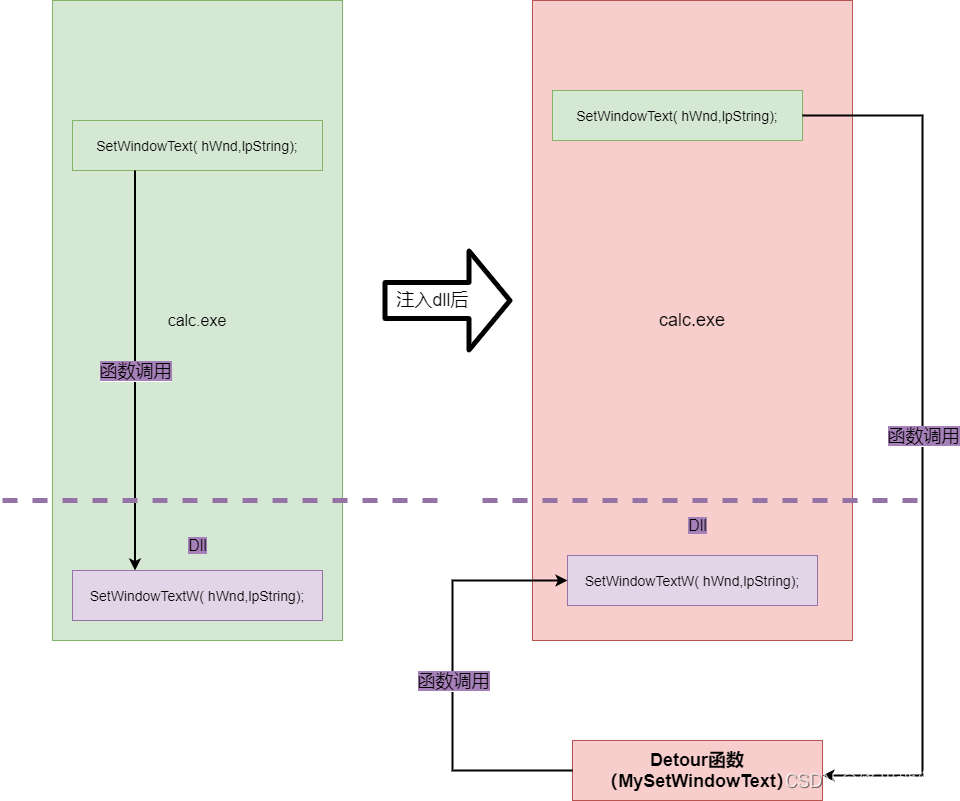 SetWindowText( hWnd,lpString);
calc.exe
函数调用
Dll
SetWindowTextW( hWnd,lpString);
注入dll后
SetWindowText( hWnd,lpString);
calc.exe
函数调用
Dll
SetWindowTextW( hWnd,lpString);
函数调用
Detour函数
（MySetWindowText）